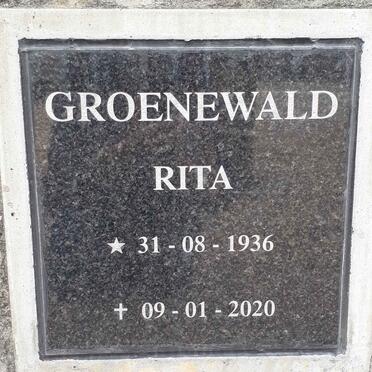 GROENEWALD
RITA
★ 31 - 08 - 1936
✝ 09 - 01 - 2020